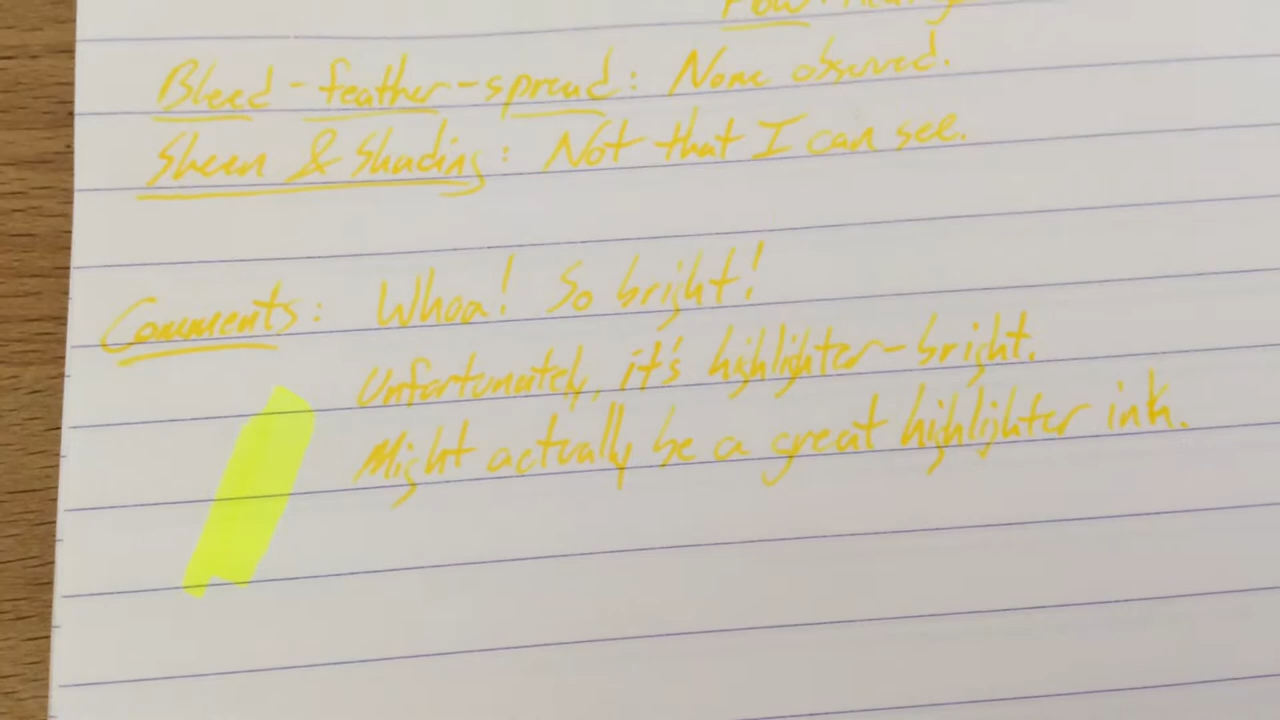 Flow:
Bleed-feather-spread: None observed.
Sheen & Shading: Not that I can see.
Comments: Whoa! So bright!
Unfortunately, it's highlighter-bright.
Might actually be a great highlighter ink.